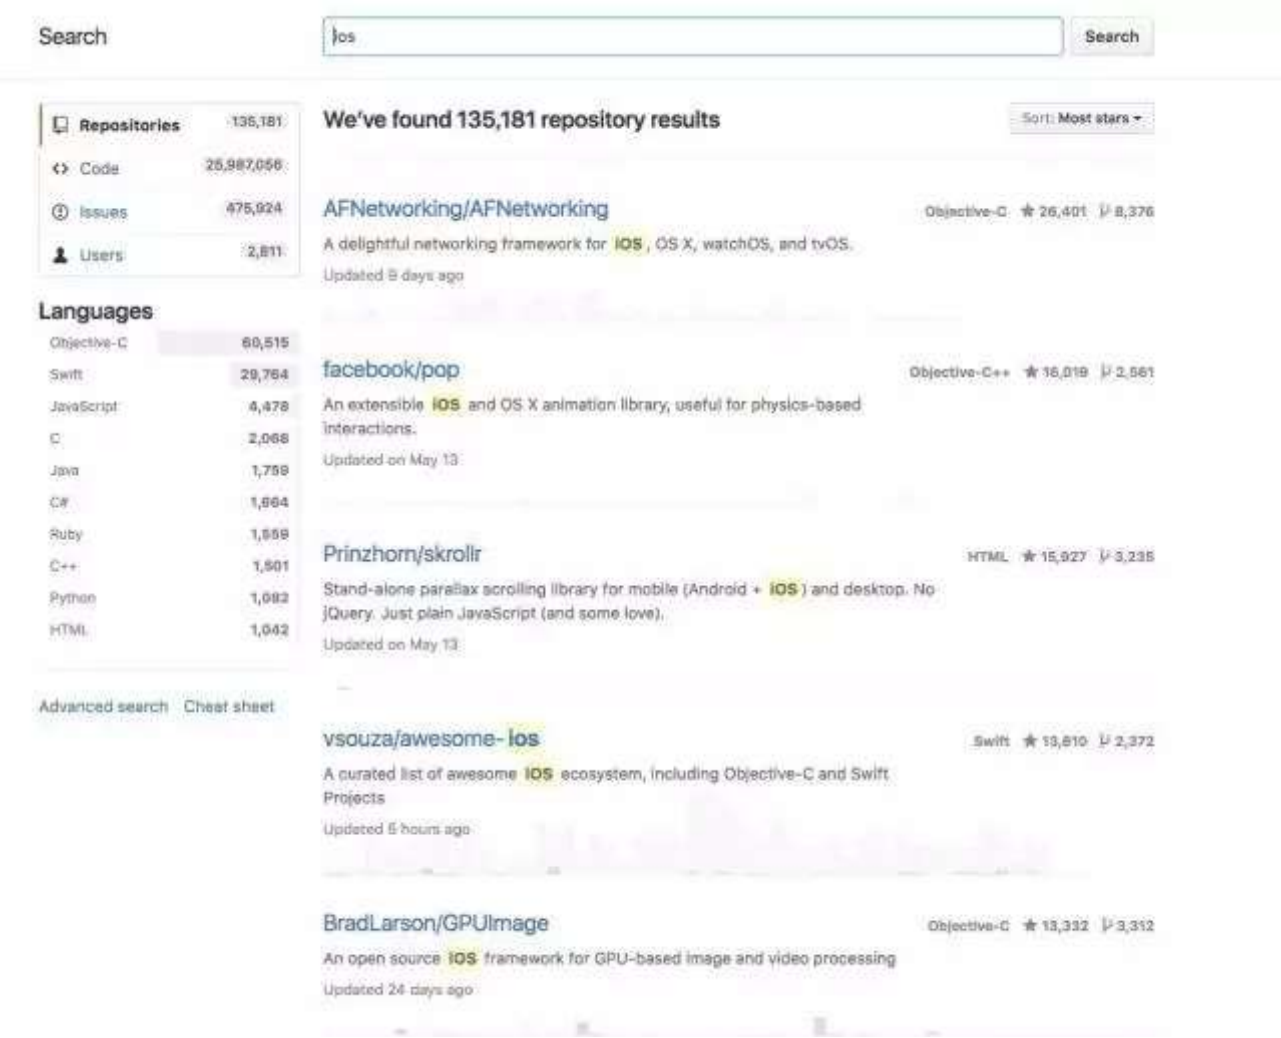 Search
ios
Search
Repositories 135,181
Code 25,987,056
Issues 475,924
Users 2,811
Languages
Objective-C 60,515
Swift 29,764
JavaScript 4,478
C 2,068
Java 1,759
C# 1,664
Ruby 1,559
C++ 1,501
Python 1,092
HTML 1,042
Advanced search Cheat sheet
We've found 135,181 repository results
Sort: Most stars
AFNetworking/AFNetworking
Objective-C 26,401 8,376
A delightful networking framework for iOS, OS X, watchOS, and tvOS.
Updated 9 days ago
facebook/pop
Objective-C++ 16,019 2,561
An extensible iOS and OS X animation library, useful for physics-based
interactions.
Updated on May 13
Prinzhorn/skrollr
HTML 15,927 3,235
Stand-alone parallax scrolling library for mobile (Android + iOS) and desktop. No
jQuery. Just plain JavaScript (and some love).
Updated on May 13
vsouza/awesome-ios
Swift 13,810 2,372
A curated list of awesome iOS ecosystem, including Objective-C and Swift
Projects
Updated 5 hours ago
BradLarson/GPUImage
Objective-C 13,332 3,312
An open source iOS framework for GPU-based image and video processing
Updated 24 days ago